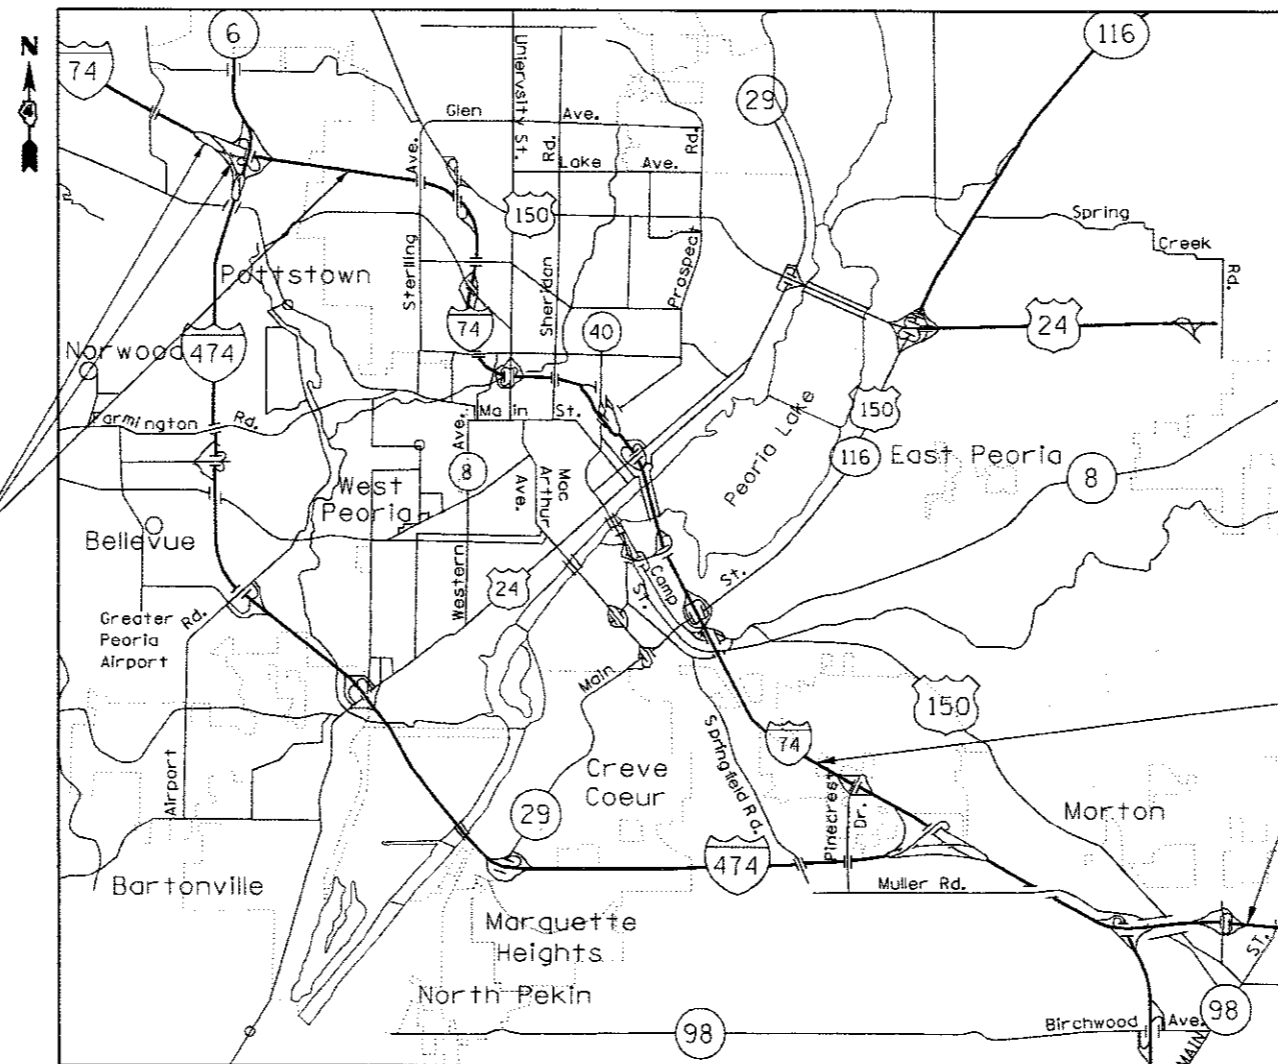 N
4
74
6
116
29
Glen Ave.
University St.
Rd.
Lake Ave.
Rd.
Ave.
150
Spring
Creek
Rd.
Pottstown
Sterling
Sheridan
Prospect
74
40
24
Norwood
474
Farmington Rd.
Main St.
Ave.
8
Mac
Arthur
Ave.
150
116
Peoria Lake
East Peoria
8
West
Peoria
Bellevue
Western
24
Camp
St.
St.
Greater
Peoria
Airport
Rd.
Main
150
Springfield Rd.
74
Airport
Creve
Coeur
29
Pinecrest
Dr.
Morton
474
Bartonville
Muller Rd.
Marquette
Heights
ST.
North Pekin
98
Birchwood Ave.
98
MAIN